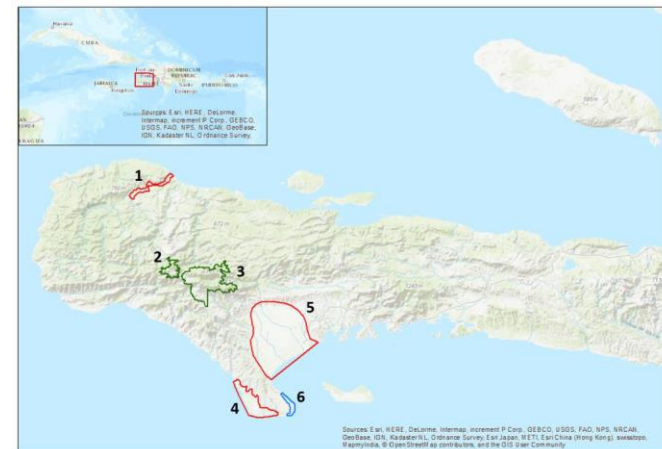 Havana
CUBA
JAMAICA
DOMINICAN
REPUBLIC
Sources: Esri, HERE, DeLorme,
Intermap, increment P Corp., GEBCO,
USGS, FAO, NPS, NRCAN, GeoBase,
IGN, Kadaster NL, Ordnance Survey,
1
2
3
5
4
6
Sources: Esri, HERE, DeLorme, Intermap, increment P Corp., GEBCO, USGS, FAO, NPS, NRCAN,
GeoBase, IGN, Kadaster NL, Ordnance Survey, Esri Japan, METI, Esri China (Hong Kong), swisstopo,
MapmyIndia, © OpenStreetMap contributors, and the GIS User Community